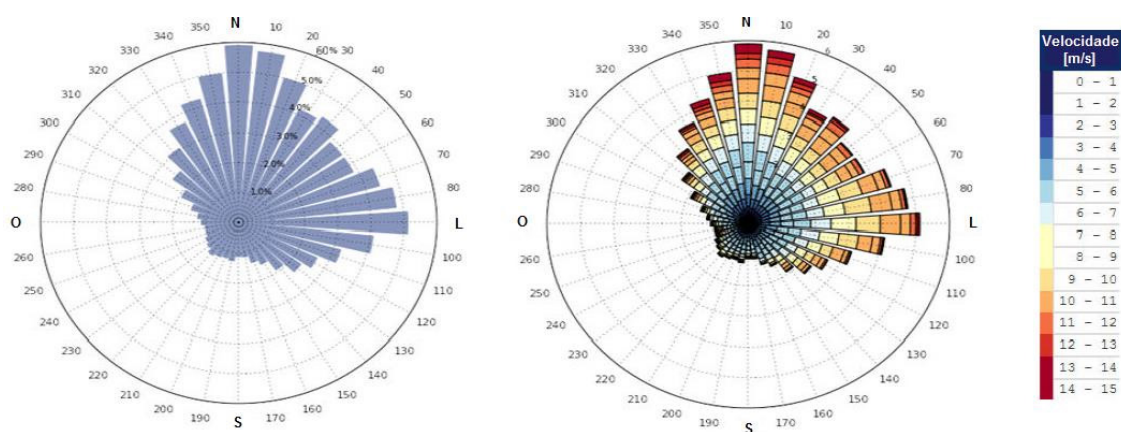 N
350
10
340
20
330
60%
30
320
5.0%
40
310
4.0%
50
300
3.0%
60
290
2.0%
70
280
1.0%
80
O
L
260
100
250
110
240
120
230
130
220
140
210
150
200
160
190
170
S
N
350
10
340
20
330
6
30
320
5
40
310
50
300
60
290
70
280
80
O
L
260
100
250
110
240
120
230
130
220
140
210
150
200
160
190
170
S
Velocidade
[m/s]
0 - 1
1 - 2
2 - 3
3 - 4
4 - 5
5 - 6
6 - 7
7 - 8
8 - 9
9 - 10
10 - 11
11 - 12
12 - 13
13 - 14
14 - 15